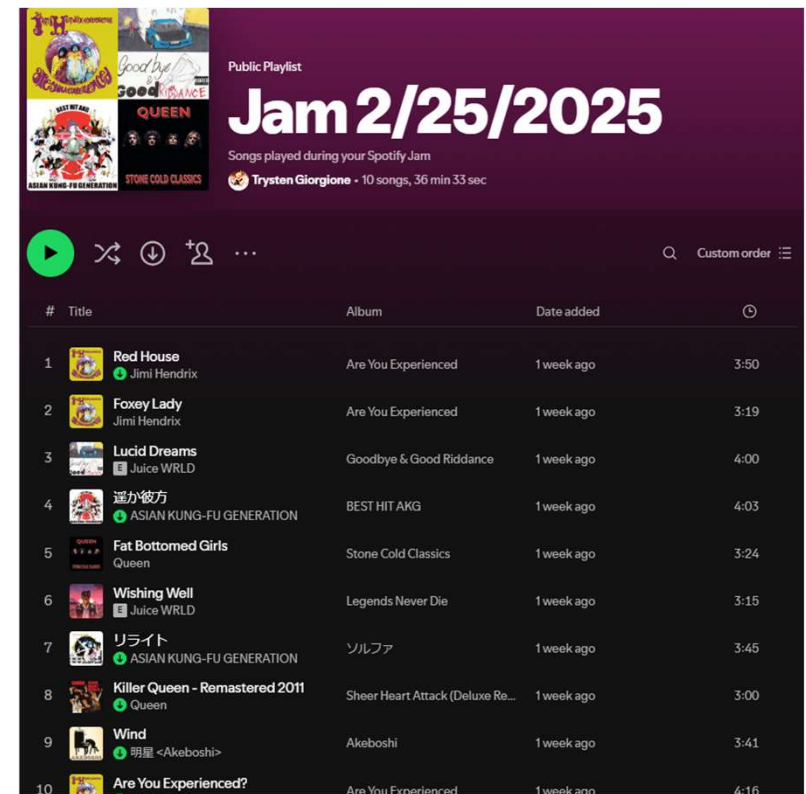 Good bye
Good RIDDANCE
BEST HIT AKG
QUEEN
ASIAN KUNG-FU GENERATION
STONE COLD CLASSICS
Public Playlist
Jam 2/25/2025
Songs played during your Spotify Jam
Trysten Giorgione • 10 songs, 36 min 33 sec
Custom order
# Title Album Date added
1 Red House Are You Experienced 1 week ago 3:50
Jimi Hendrix
2 Foxey Lady Are You Experienced 1 week ago 3:19
Jimi Hendrix
3 Lucid Dreams Goodbye & Good Riddance 1 week ago 4:00
E Juice WRLD
4 遥か彼方 BEST HIT AKG 1 week ago 4:03
ASIAN KUNG-FU GENERATION
5 Fat Bottomed Girls Stone Cold Classics 1 week ago 3:24
Queen
6 Wishing Well Legends Never Die 1 week ago 3:15
E Juice WRLD
7 リライト ソルファ 1 week ago 3:45
ASIAN KUNG-FU GENERATION
8 Killer Queen - Remastered 2011 Sheer Heart Attack (Deluxe Re... 1 week ago 3:00
Queen
9 Wind Akeboshi 1 week ago 3:41
明星 <Akeboshi>
10 Are You Experienced? Are You Experienced 1 week ago 4:16